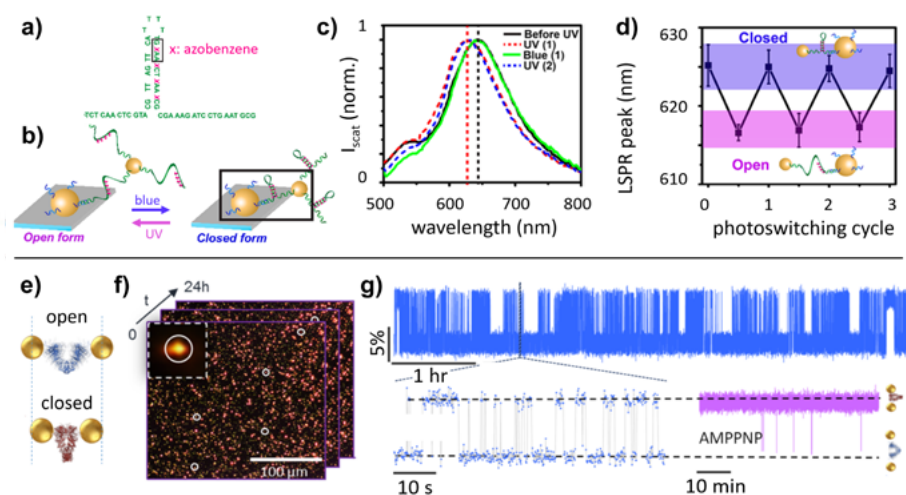 a)
x: azobenzene
TCT CAA CTC GTA
CGA AAG ATC CTG AAT GCG
b)
blue
UV
Open form
Closed form
c)
I scat (norm.)
1
0
Before UV
UV (1)
Blue (1)
UV (2)
500 600 700 800
wavelength (nm)
d)
LSPR peak (nm)
630
620
610
Closed
Open
0 1 2 3
photoswitching cycle
e)
open
closed
f)
t
24h
0
100 µm
g)
5%
1 hr
AMPPNP
10 s
10 min